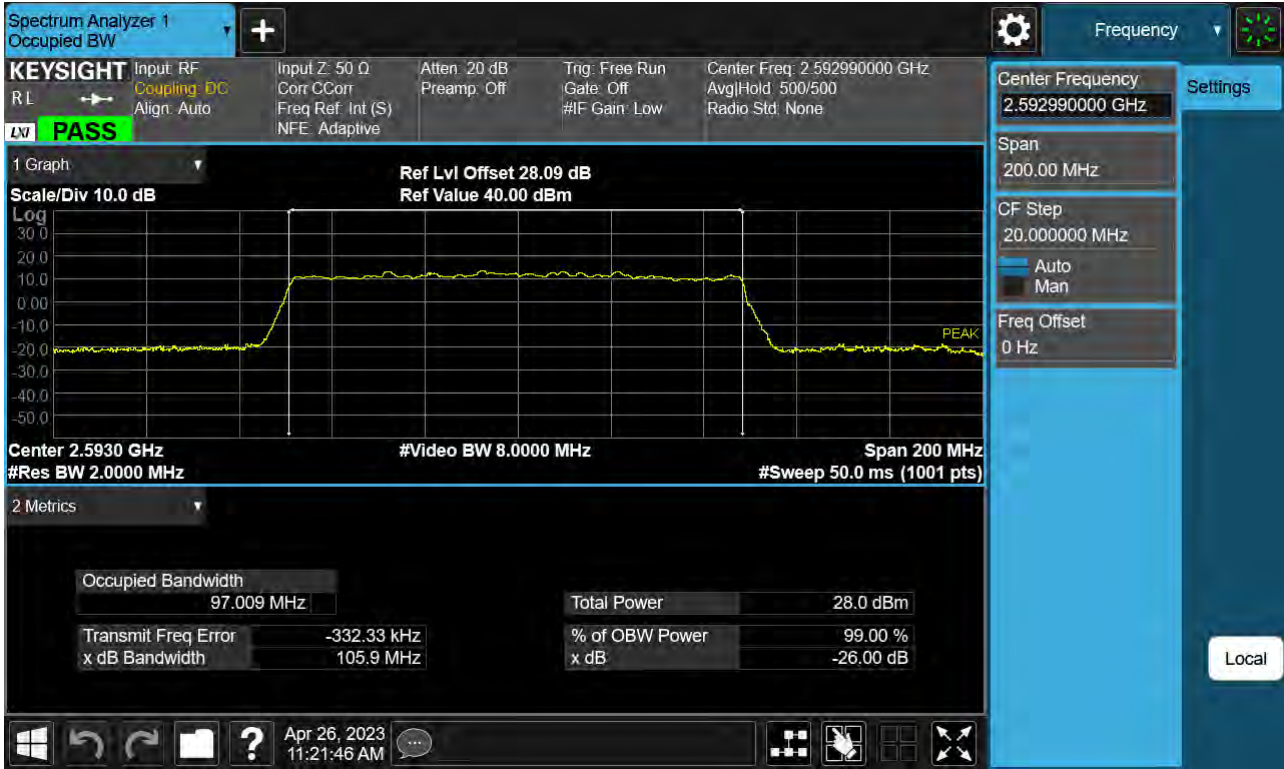 Spectrum Analyzer 1
Occupied BW
Frequency
KEYSIGHT
RL
LXI
PASS
Input: RF
Coupling: DC
Align: Auto
Input Z: 50 Ω
Corr CCorr
Freq Ref: Int (S)
NFE: Adaptive
Atten: 20 dB
Preamp: Off
Trig: Free Run
Gate: Off
#IF Gain: Low
Center Freq: 2.592990000 GHz
Avg|Hold: 500/500
Radio Std: None
1 Graph
Scale/Div 10.0 dB
Ref Lvl Offset 28.09 dB
Ref Value 40.00 dBm
Log
30.0
20.0
10.0
0.00
-10.0
-20.0
-30.0
-40.0
-50.0
PEAK
Center 2.5930 GHz
#Video BW 8.0000 MHz
Span 200 MHz
#Res BW 2.0000 MHz
#Sweep 50.0 ms (1001 pts)
2 Metrics
Occupied Bandwidth
97.009 MHz
Transmit Freq Error -332.33 kHz
x dB Bandwidth 105.9 MHz
Total Power 28.0 dBm
% of OBW Power 99.00 %
x dB -26.00 dB
Apr 26, 2023
11:21:46 AM
Center Frequency
2.592990000 GHz
Span
200.00 MHz
CF Step
20.000000 MHz
Auto
Man
Freq Offset
0 Hz
Settings
Local